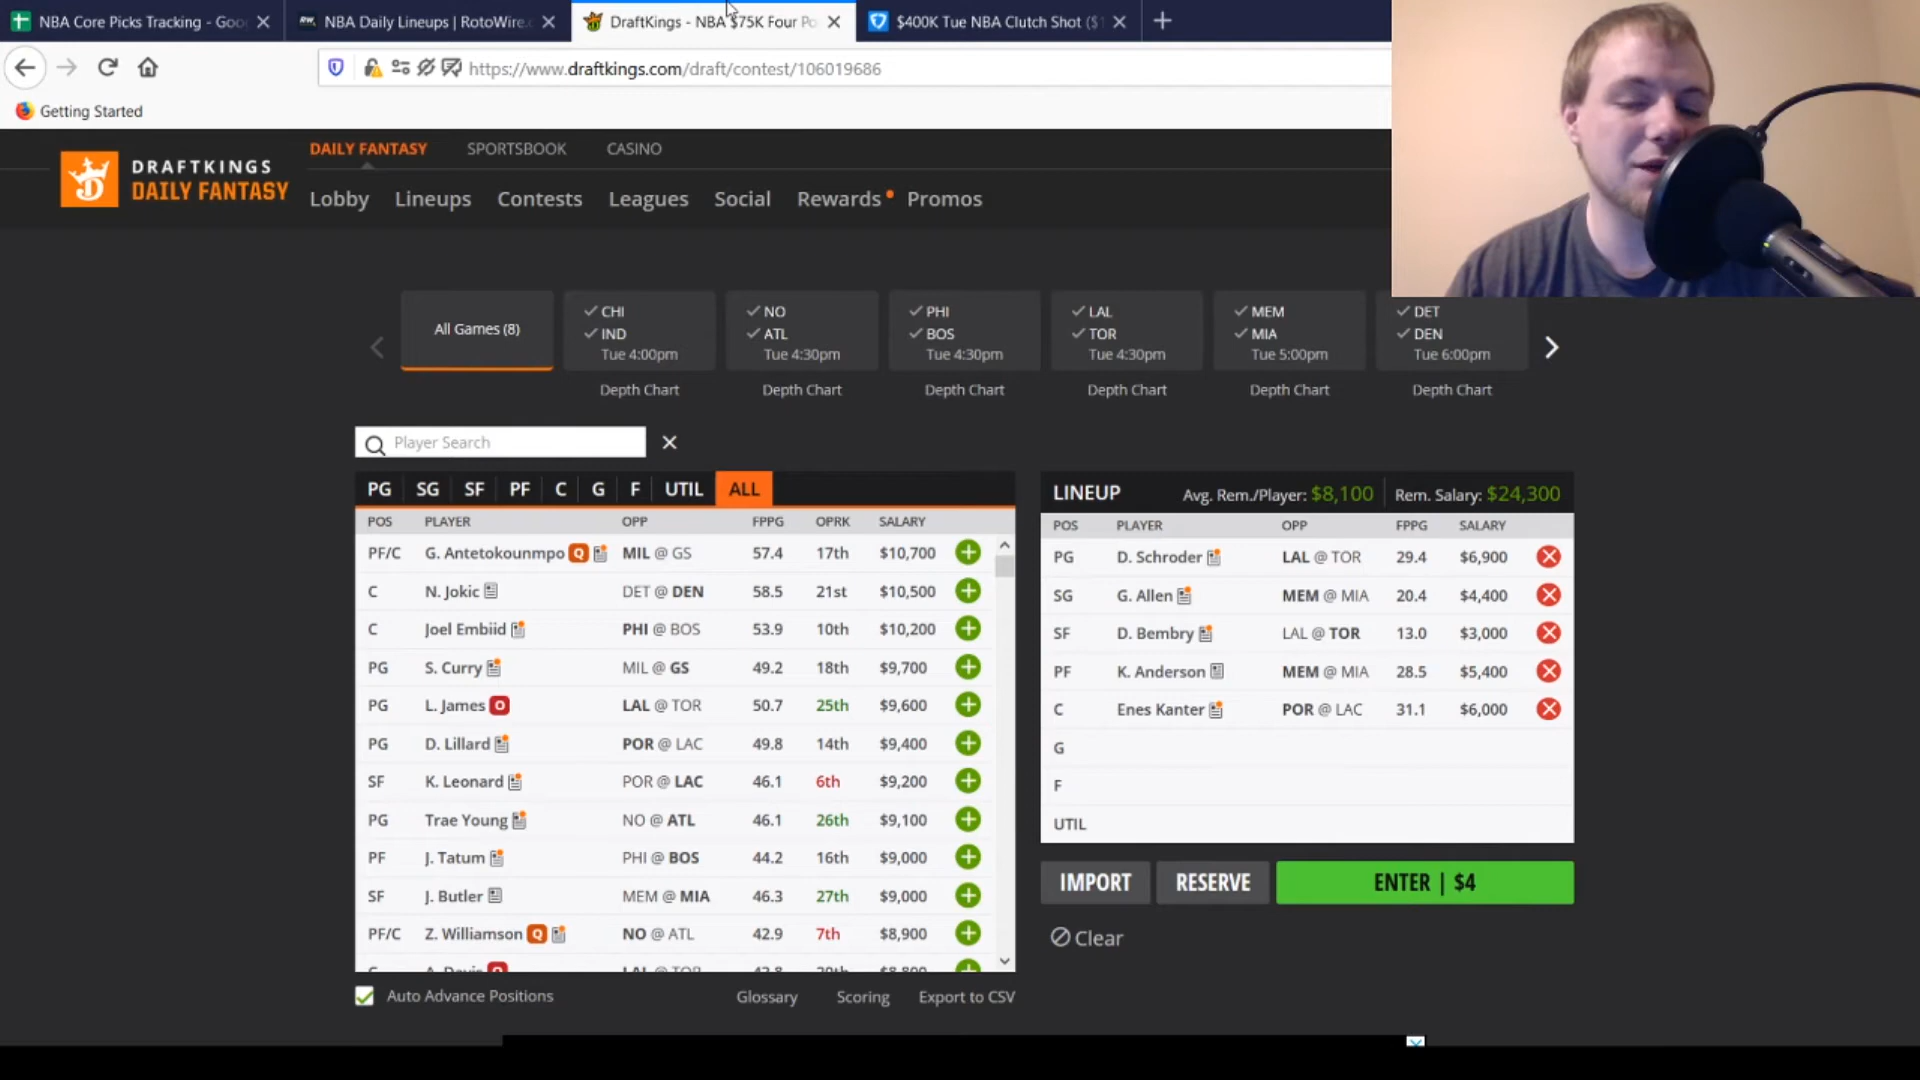 NBA Core Picks Tracking - Goo
NBA Daily Lineups | RotoWire.
DraftKings - NBA $75K Four Po
$400K Tue NBA Clutch Shot ($
https://www.draftkings.com/draft/contest/106019686
Getting Started
DRAFTKINGS
DAILY FANTASY
DAILY FANTASY SPORTSBOOK CASINO
Lobby Lineups Contests Leagues Social Rewards Promos
All Games (8)
CHI
IND
Tue 4:00pm
NO
ATL
Tue 4:30pm
PHI
BOS
Tue 4:30pm
LAL
TOR
Tue 4:30pm
MEM
MIA
Tue 5:00pm
DET
DEN
Tue 6:00pm
Depth Chart Depth Chart Depth Chart Depth Chart Depth Chart Depth Chart
Player Search
PG SG SF PF C G F UTIL ALL
POS PLAYER OPP FPPG OPRK SALARY
PF/C G. Antetokounmpo Q MIL @ GS 57.4 17th $10,700
C N. Jokic DET @ DEN 58.5 21st $10,500
C Joel Embiid PHI @ BOS 53.9 10th $10,200
PG S. Curry MIL @ GS 49.2 18th $9,700
PG L. James O LAL @ TOR 50.7 25th $9,600
PG D. Lillard POR @ LAC 49.8 14th $9,400
SF K. Leonard POR @ LAC 46.1 6th $9,200
PG Trae Young NO @ ATL 46.1 26th $9,100
PF J. Tatum PHI @ BOS 44.2 16th $9,000
SF J. Butler MEM @ MIA 46.3 27th $9,000
PF/C Z. Williamson Q NO @ ATL 42.9 7th $8,900
Auto Advance Positions Glossary Scoring Export to CSV
LINEUP Avg. Rem./Player: $8,100 Rem. Salary: $24,300
POS PLAYER OPP FPPG SALARY
PG D. Schroder LAL @ TOR 29.4 $6,900
SG G. Allen MEM @ MIA 20.4 $4,400
SF D. Bembry LAL @ TOR 13.0 $3,000
PF K. Anderson MEM @ MIA 28.5 $5,400
C Enes Kanter POR @ LAC 31.1 $6,000
G
F
UTIL
IMPORT RESERVE ENTER | $4
Clear